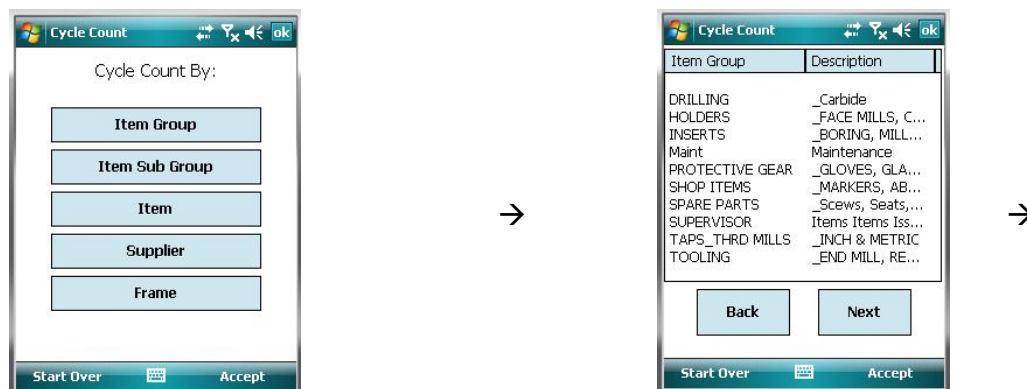 Cycle Count ok
Cycle Count By:
Item Group
Item Sub Group
Item
Supplier
Frame
Start Over Accept
→
Cycle Count ok
Item Group Description
DRILLING _Carbide
HOLDERS _FACE MILLS, C...
INSERTS _BORING, MILL...
Maint Maintenance
PROTECTIVE GEAR _GLOVES, GLA...
SHOP ITEMS _MARKERS, AB...
SPARE PARTS _Scews, Seats,...
SUPERVISOR Items Items Iss...
TAPS_THRD MILLS _INCH & METRIC
TOOLING _END MILL, RE...
Back Next
Start Over Accept
→